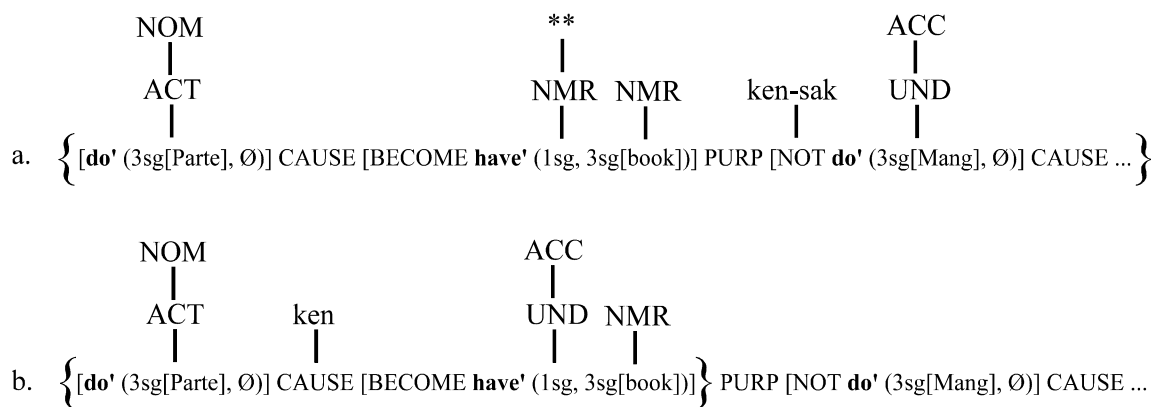 NOM ** ACC
ACT NMR NMR ken-sak UND
a. {[do' (3sg[Parte], Ø)] CAUSE [BECOME have' (1sg, 3sg[book])] PURP [NOT do' (3sg[Mang], Ø)] CAUSE ...}
NOM ACC
ACT ken UND NMR
b. {[do' (3sg[Parte], Ø)] CAUSE [BECOME have' (1sg, 3sg[book])]} PURP [NOT do' (3sg[Mang], Ø)] CAUSE ...